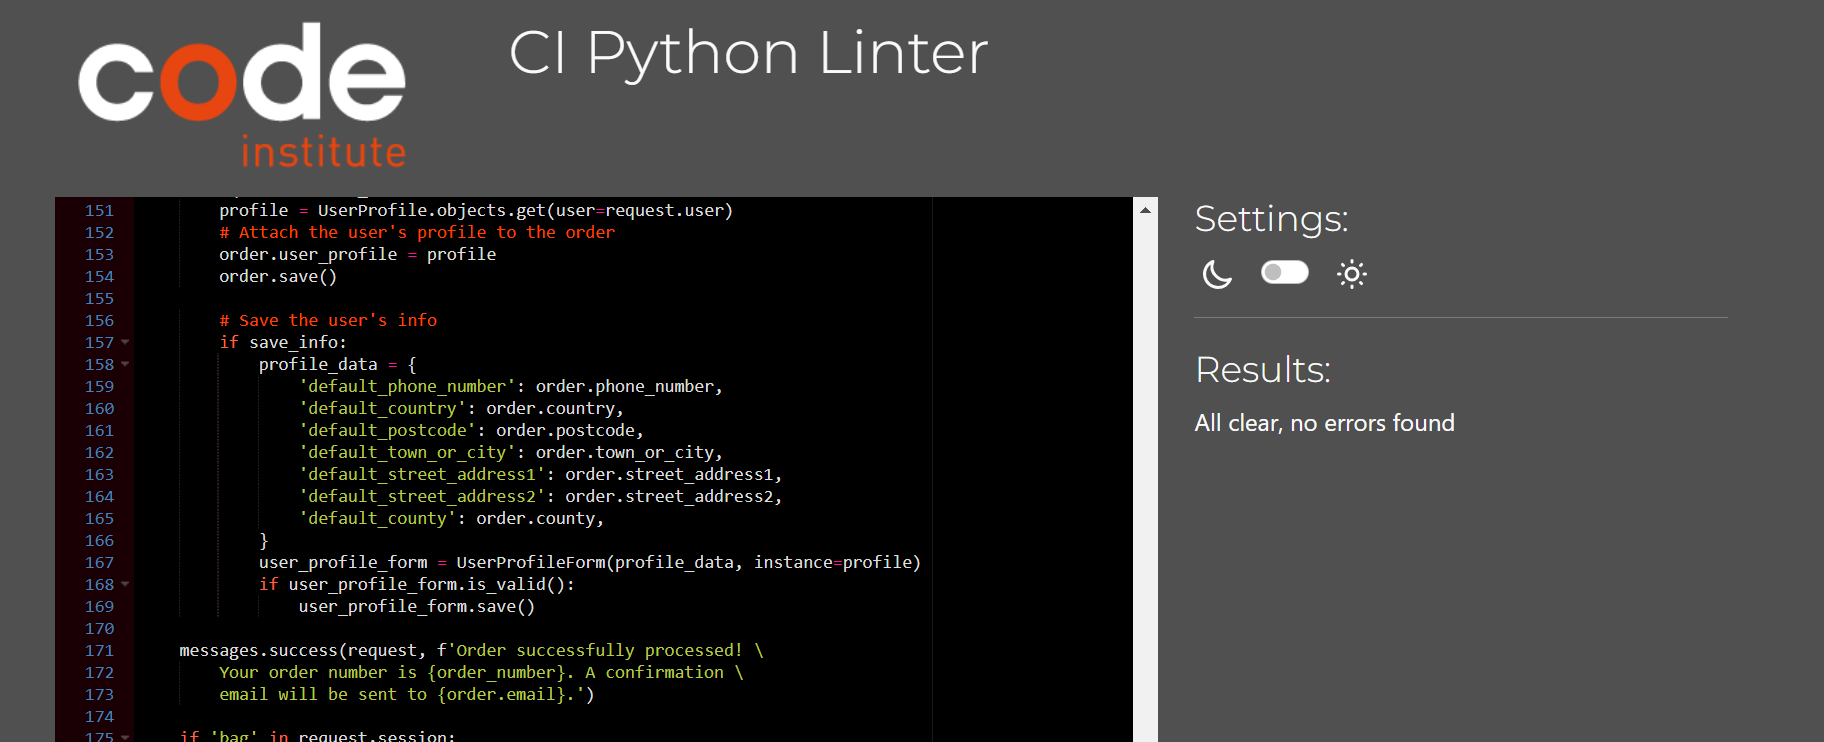 code
institute
CI Python Linter
151 profile = UserProfile.objects.get(user=request.user)
152 # Attach the user's profile to the order
153 order.user_profile = profile
154 order.save()
155
156 # Save the user's info
157 if save_info:
158 profile_data = {
159 'default_phone_number': order.phone_number,
160 'default_country': order.country,
161 'default_postcode': order.postcode,
162 'default_town_or_city': order.town_or_city,
163 'default_street_address1': order.street_address1,
164 'default_street_address2': order.street_address2,
165 'default_county': order.county,
166 }
167 user_profile_form = UserProfileForm(profile_data, instance=profile)
168 if user_profile_form.is_valid():
169 user_profile_form.save()
170
171 messages.success(request, f'Order successfully processed! \
172 Your order number is {order_number}. A confirmation \
173 email will be sent to {order.email}.')
174
175 if 'bag' in request.session:
Settings:
Results:
All clear, no errors found